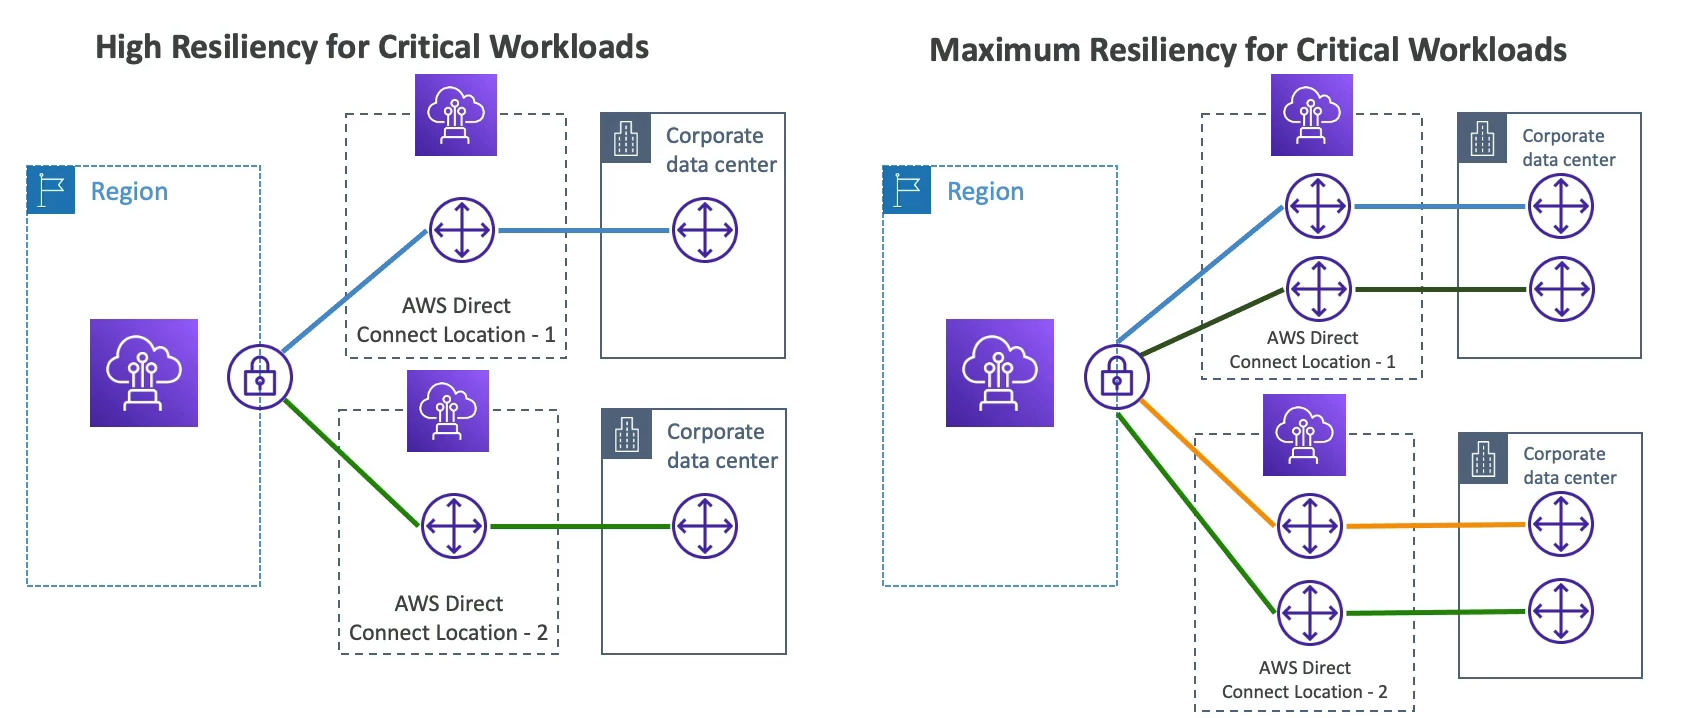 High Resiliency for Critical Workloads
Region
AWS Direct
Connect Location - 1
Corporate
data center
AWS Direct
Connect Location - 2
Corporate
data center
Maximum Resiliency for Critical Workloads
Region
AWS Direct
Connect Location - 1
Corporate
data center
AWS Direct
Connect Location - 2
Corporate
data center